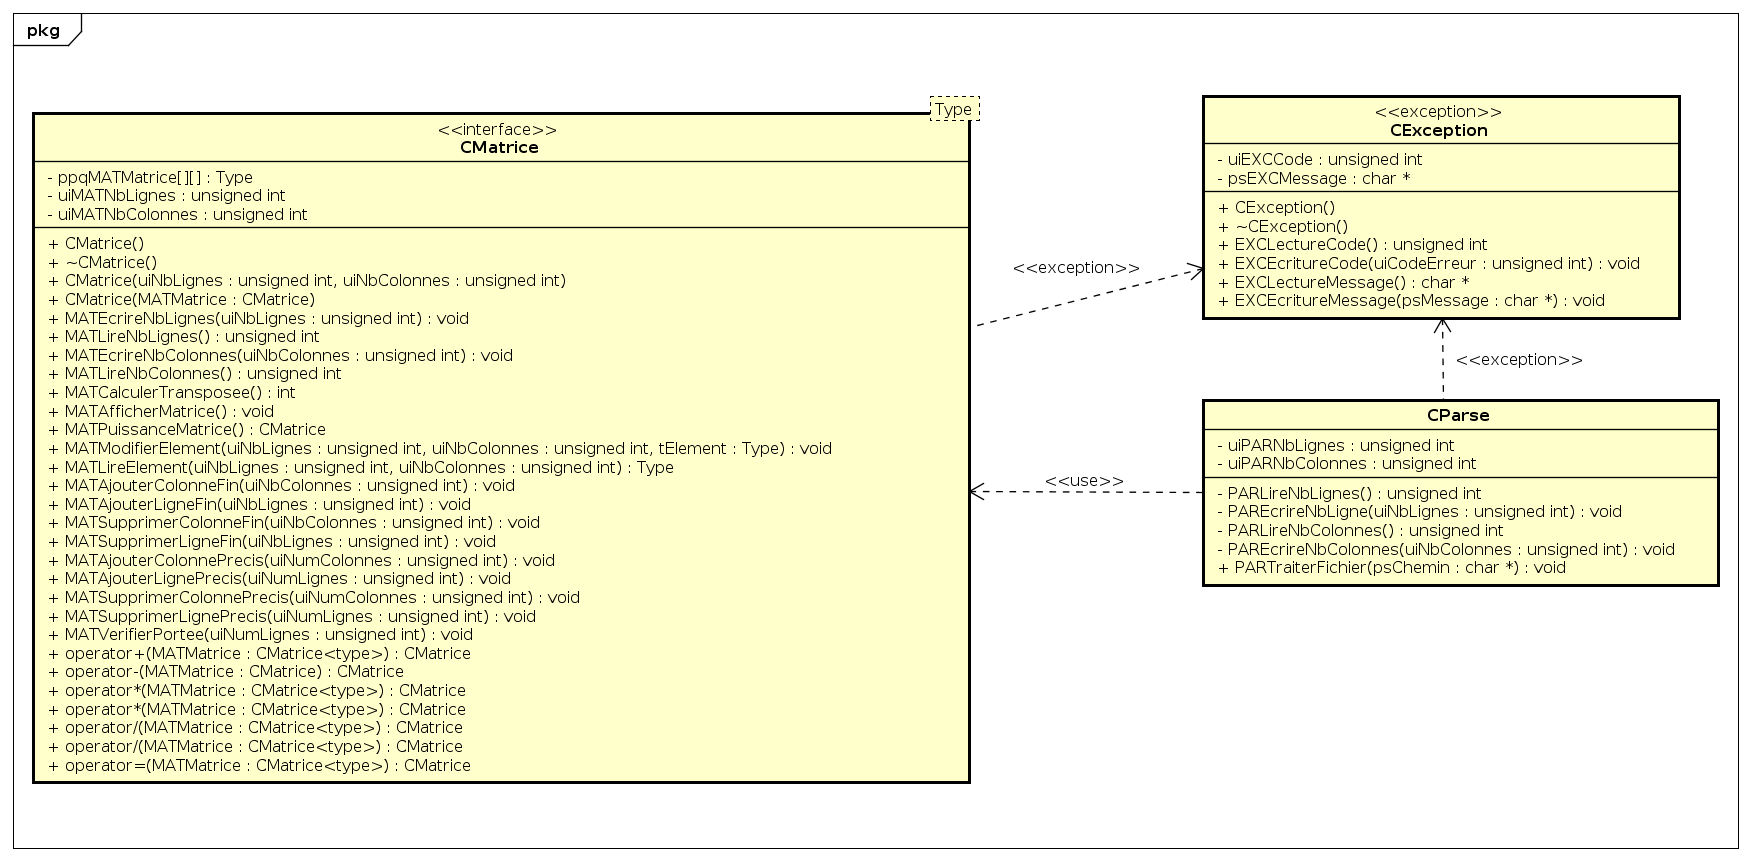 pkg
Type
<<interface>>
CMatrice
- ppqMATMatrice[][] : Type
- uiMATNbLignes : unsigned int
- uiMATNbColonnes : unsigned int
+ CMatrice()
+ ~CMatrice()
+ CMatrice(uiNbLignes : unsigned int, uiNbColonnes : unsigned int)
+ CMatrice(MATMatrice : CMatrice)
+ MATEcrireNbLignes(uiNbLignes : unsigned int) : void
+ MATLireNbLignes() : unsigned int
+ MATEcrireNbColonnes(uiNbColonnes : unsigned int) : void
+ MATLireNbColonnes() : unsigned int
+ MATCalculerTransposee() : int
+ MATAfficherMatrice() : void
+ MATPuissanceMatrice() : CMatrice
+ MATModifierElement(uiNbLignes : unsigned int, uiNbColonnes : unsigned int, tElement : Type) : void
+ MATLireElement(uiNbLignes : unsigned int, uiNbColonnes : unsigned int) : Type
+ MATAjouterColonneFin(uiNbColonnes : unsigned int) : void
+ MATAjouterLigneFin(uiNbLignes : unsigned int) : void
+ MATSupprimerColonneFin(uiNbColonnes : unsigned int) : void
+ MATSupprimerLigneFin(uiNbLignes : unsigned int) : void
+ MATAjouterColonnePrecis(uiNumColonnes : unsigned int) : void
+ MATAjouterLignePrecis(uiNumLignes : unsigned int) : void
+ MATSupprimerColonnePrecis(uiNumColonnes : unsigned int) : void
+ MATSupprimerLignePrecis(uiNumLignes : unsigned int) : void
+ MATVerifierPortee(uiNumLignes : unsigned int) : void
+ operator+(MATMatrice : CMatrice<type>) : CMatrice
+ operator-(MATMatrice : CMatrice) : CMatrice
+ operator*(MATMatrice : CMatrice<type>) : CMatrice
+ operator*(MATMatrice : CMatrice<type>) : CMatrice
+ operator/(MATMatrice : CMatrice<type>) : CMatrice
+ operator/(MATMatrice : CMatrice<type>) : CMatrice
+ operator=(MATMatrice : CMatrice<type>) : CMatrice
<<exception>>
<<use>>
<<exception>>
CException
- uiEXCCode : unsigned int
- psEXCMessage : char *
+ CException()
+ ~CException()
+ EXCLectureCode() : unsigned int
+ EXCEcritureCode(uiCodeErreur : unsigned int) : void
+ EXCLectureMessage() : char *
+ EXCEcritureMessage(psMessage : char *) : void
<<exception>>
CParse
- uiPARNbLignes : unsigned int
- uiPARNbColonnes : unsigned int
- PARLireNbLignes() : unsigned int
- PAREcrireNbLigne(uiNbLignes : unsigned int) : void
- PARLireNbColonnes() : unsigned int
- PAREcrireNbColonnes(uiNbColonnes : unsigned int) : void
+ PARTraiterFichier(psChemin : char *) : void